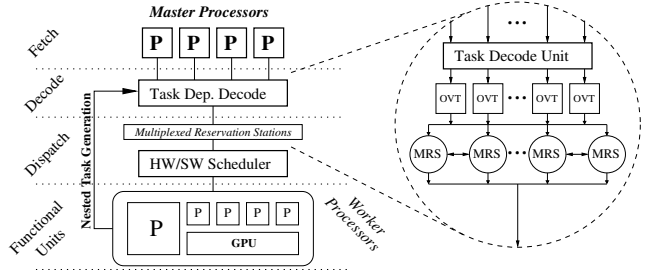 Master Processors
Fetch
P P P P
Decode
Task Dep. Decode
Multiplexed Reservation Stations
Dispatch
HW/SW Scheduler
Nested Task Generation
Functional
Units
P
P P P P
GPU
Worker
Processors
Task Decode Unit
OVT OVT OVT OVT
MRS MRS MRS MRS